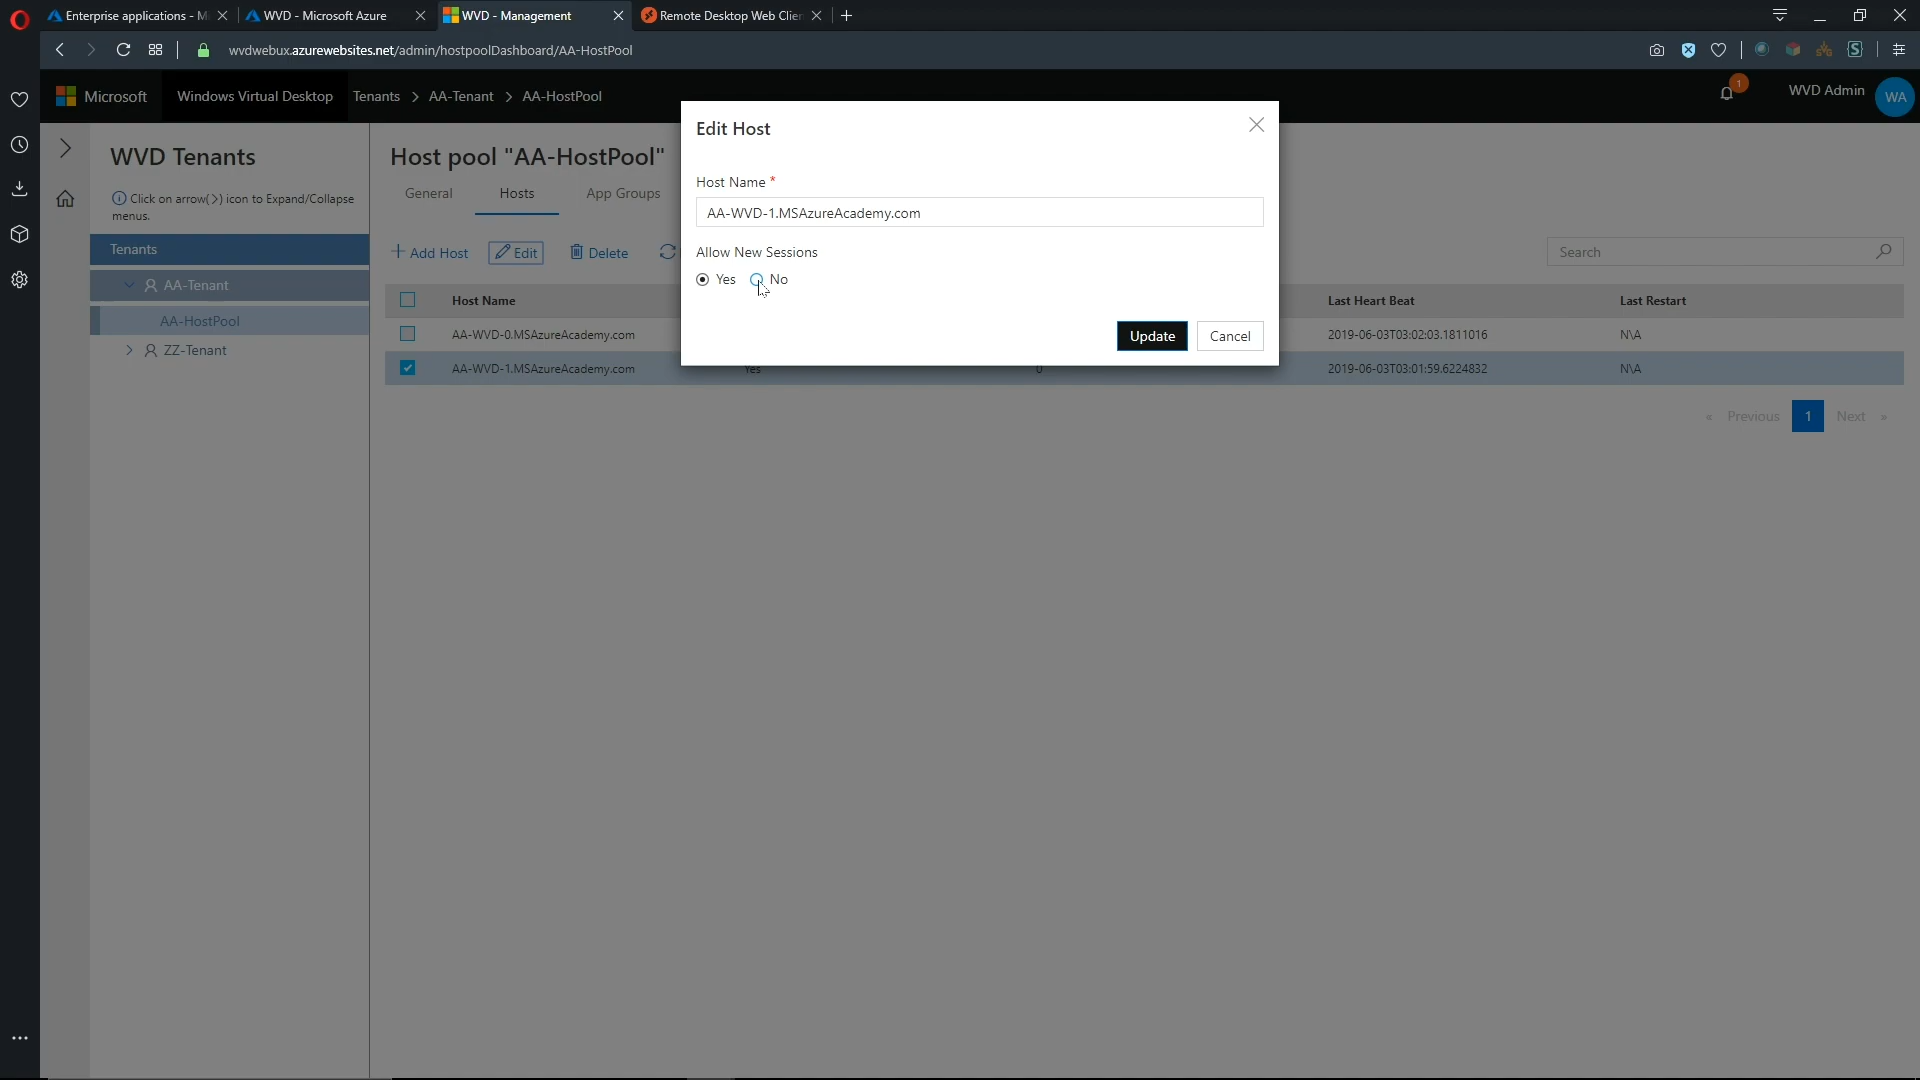 Enterprise applications - M
WVD - Microsoft Azure
WVD - Management
Remote Desktop Web Clien
wvdwebux.azurewebsites.net/admin/hostpoolDashboard/AA-HostPool
Microsoft
Windows Virtual Desktop
Tenants > AA-Tenant > AA-HostPool
1
WVD Admin
WA
WVD Tenants
Click on arrow(>) icon to Expand/Collapse
menus.
Tenants
AA-Tenant
AA-HostPool
ZZ-Tenant
Host pool "AA-HostPool"
General
Hosts
App Groups
Add Host
Edit
Delete
Search
Host Name
Last Heart Beat
Last Restart
AA-WVD-0.MSAzureAcademy.com
2019-06-03T03:02:03.1811016
N\A
AA-WVD-1.MSAzureAcademy.com
Yes
0
2019-06-03T03:01:59.6224832
N\A
« Previous
1
Next »
Edit Host
Host Name *
AA-WVD-1.MSAzureAcademy.com
Allow New Sessions
Yes
No
Update
Cancel